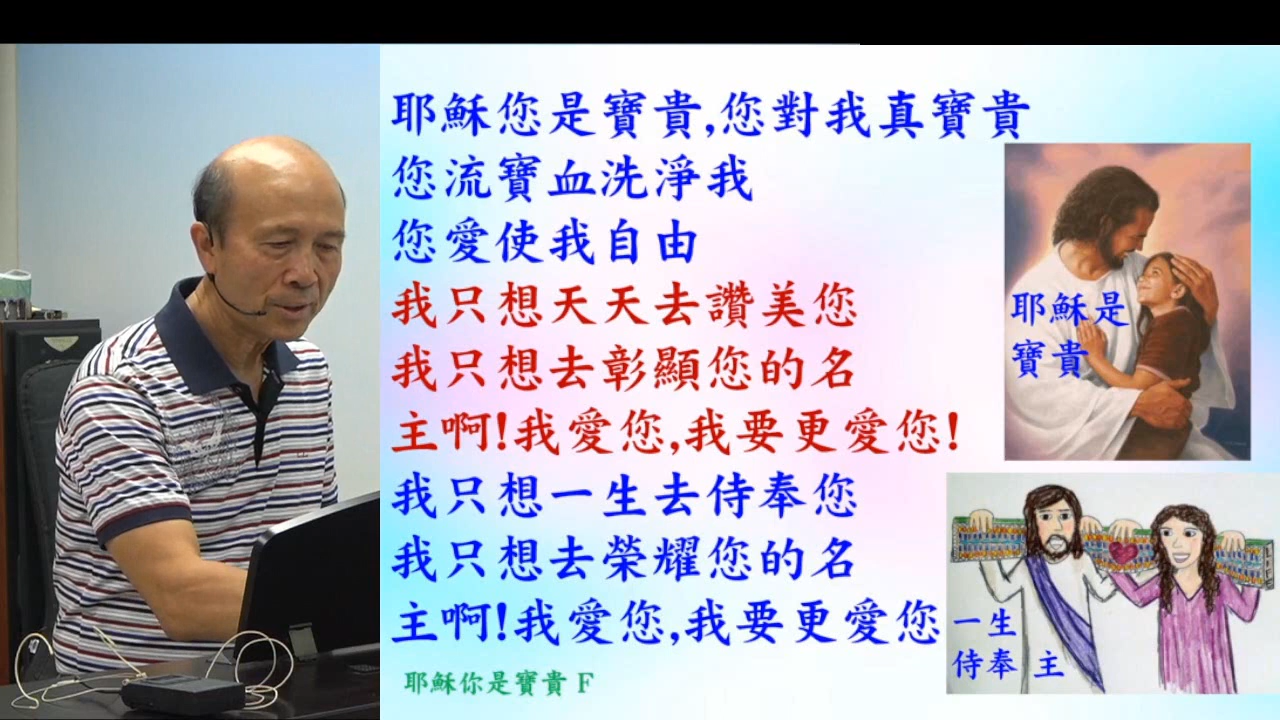 耶穌您是寶貴,您對我真寶貴
您流寶血洗淨我
您愛使我自由
我只想天天去讚美您
我只想去彰顯您的名
主啊!我愛您,我要更愛您!
我只想一生去侍奉您
我只想去榮耀您的名
主啊!我愛您,我要更愛您
耶穌你是寶貴 F
耶穌是
寶貴
一生
侍奉 主